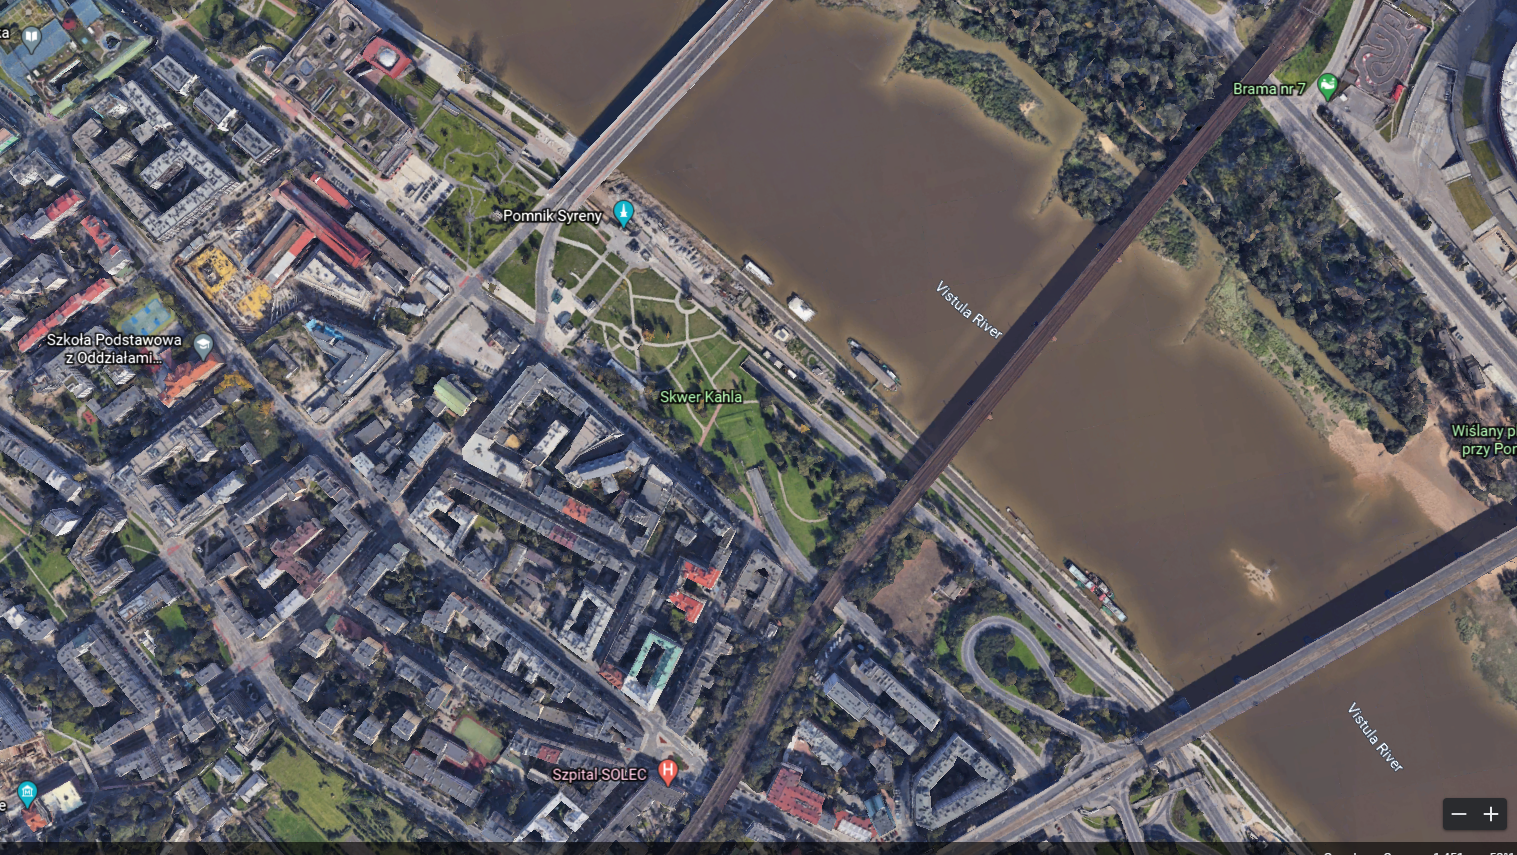 Brama nr 7
Pomnik Syreny
Vistula River
Szkoła Podstawowa
z Oddziałami...
Skwer Kahla
Wiślany p
przy Por
Szpital SOLEC
Vistula River